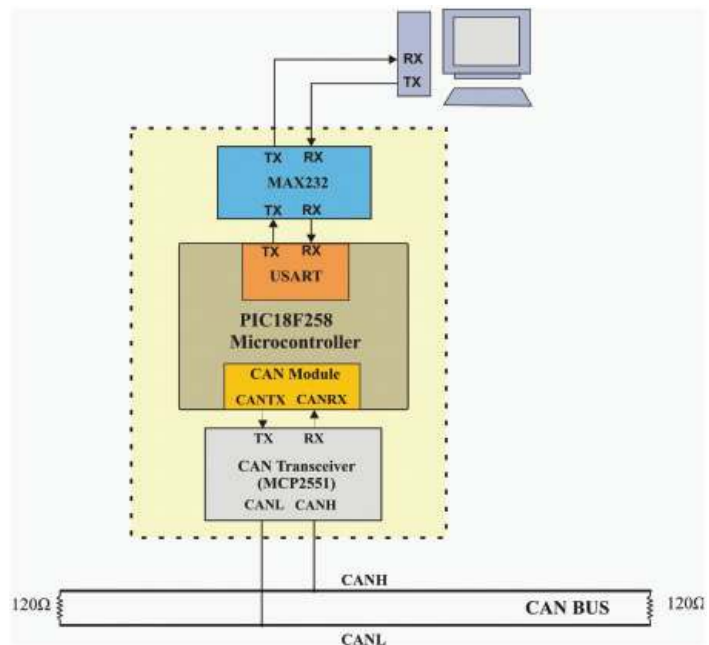 RX
TX
TX RX
MAX232
TX RX
TX RX
USART
PIC18F258
Microcontroller
CAN Module
CANTX CANRX
TX RX
CAN Transceiver
(MCP2551)
CANL CANH
CANH
120Ω CAN BUS 120Ω
CANL